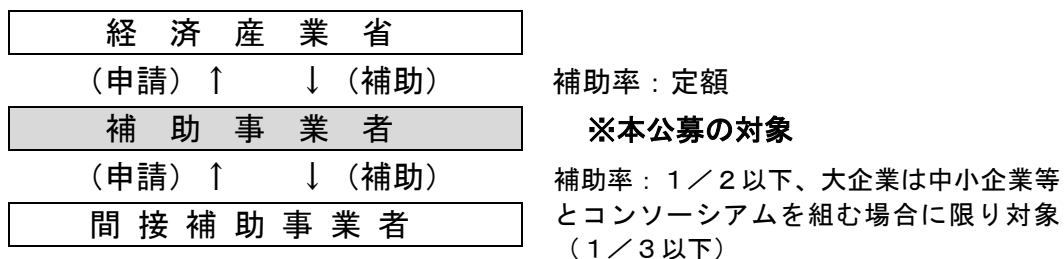 経済産業省
（申請）↑ ↓（補助） 補助率：定額
補助事業者 ※本公募の対象
（申請）↑ ↓（補助） 補助率：１／２以下、大企業は中小企業等
間接補助事業者 とコンソーシアムを組む場合に限り対象
（１／３以下）